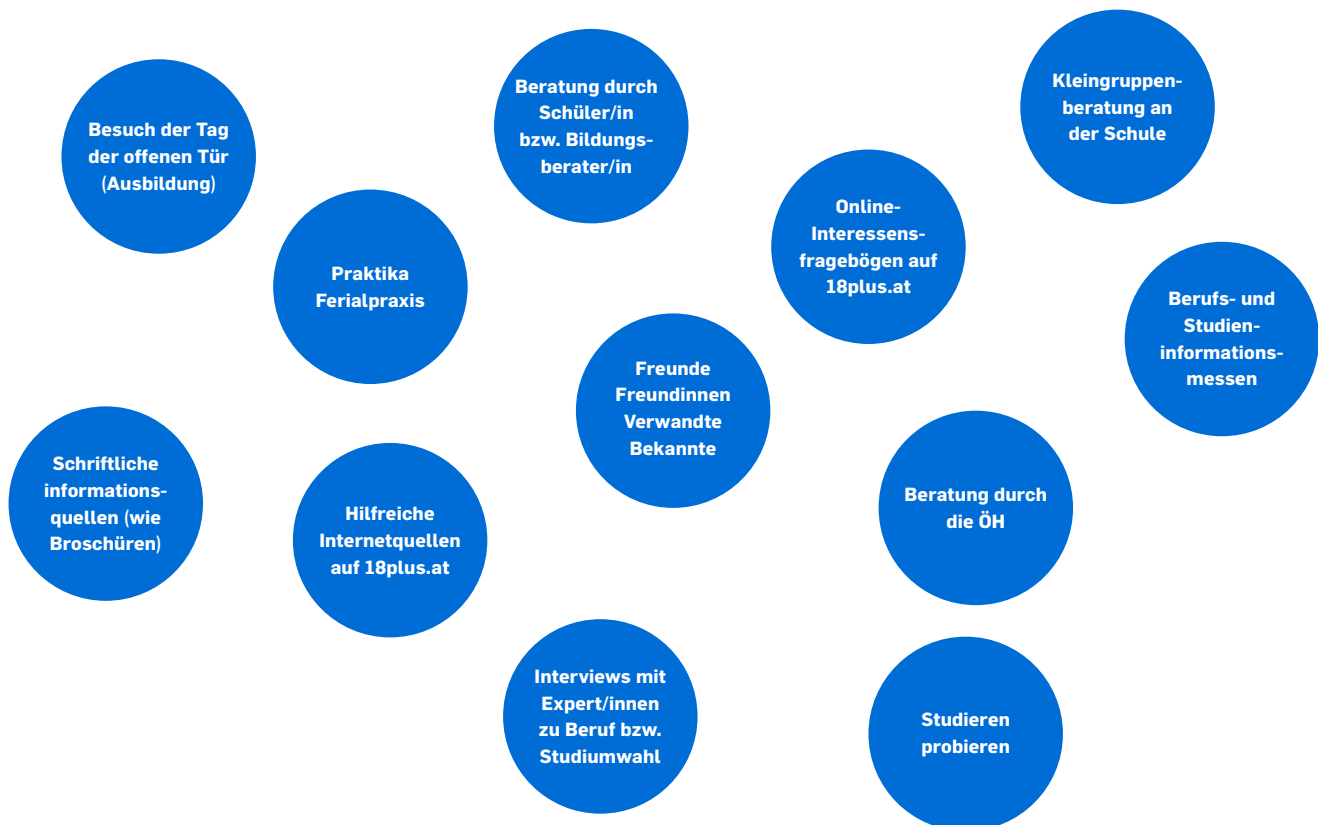 Besuch der Tag
der offenen Tür
(Ausbildung)
Beratung durch
Schüler/in
bzw. Bildungs-
berater/in
Kleingruppen-
beratung an
der Schule
Praktika
Ferialpraxis
Online-
Interessens-
fragebögen auf
18plus.at
Berufs- und
Studien-
informations-
messen
Freunde
Freundinnen
Verwandte
Bekannte
Schriftliche
informations-
quellen (wie
Broschüren)
Hilfreiche
Internetquellen
auf 18plus.at
Beratung durch
die ÖH
Interviews mit
Expert/innen
zu Beruf bzw.
Studiumwahl
Studieren
probieren